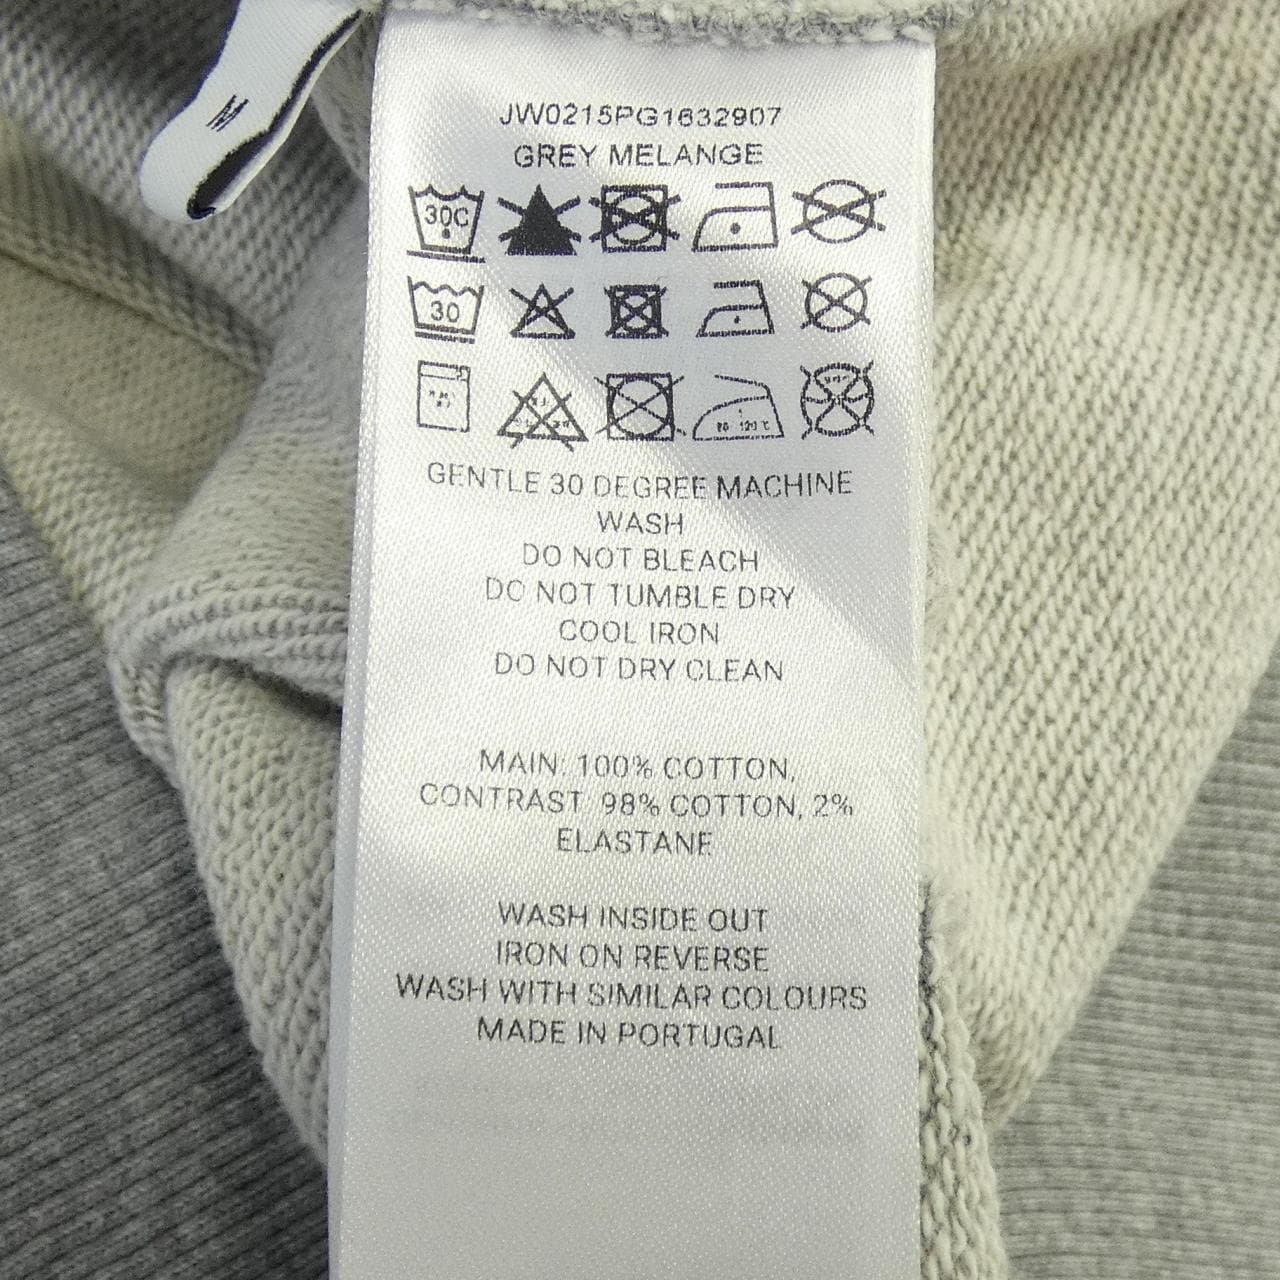 JW0215PG1632907
GREY MELANGE
30C
30
GENTLE 30 DEGREE MACHINE
WASH
DO NOT BLEACH
DO NOT TUMBLE DRY
COOL IRON
DO NOT DRY CLEAN
MAIN: 100% COTTON,
CONTRAST 98% COTTON, 2%
ELASTANE
WASH INSIDE OUT
IRON ON REVERSE
WASH WITH SIMILAR COLOURS
MADE IN PORTUGAL